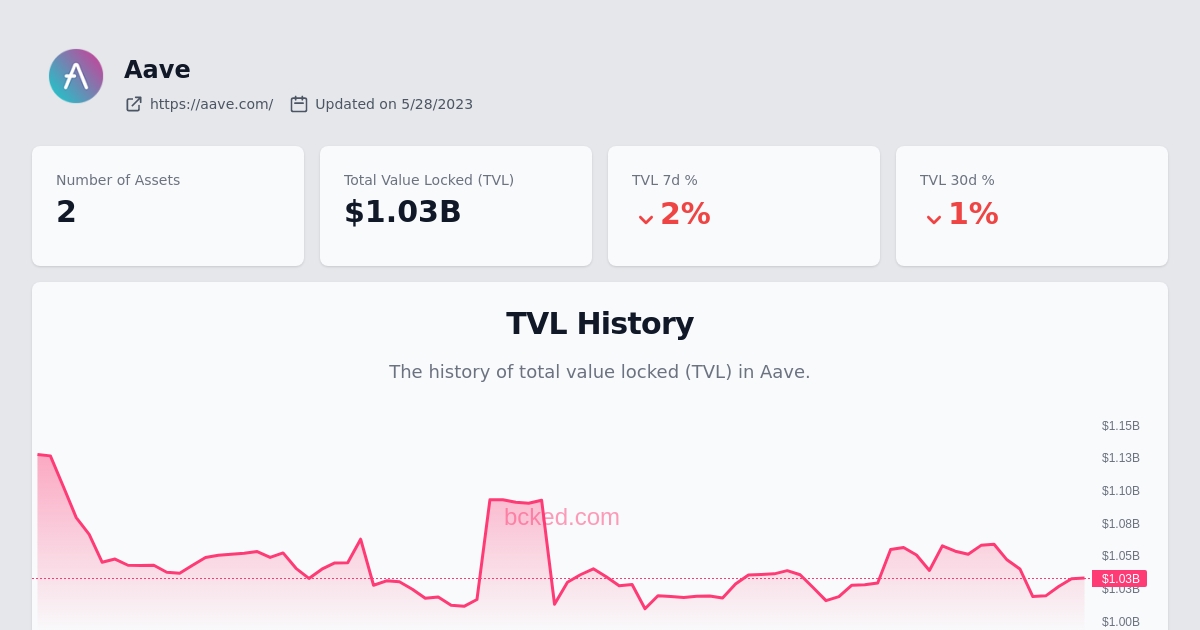 Aave
https://aave.com/ Updated on 5/28/2023
Number of Assets
2
Total Value Locked (TVL)
$1.03B
TVL 7d %
2%
TVL 30d %
1%
TVL History
The history of total value locked (TVL) in Aave.
$1.15B
$1.13B
$1.10B
bcked.com
$1.08B
$1.05B
$1.03B
$1.03B
$1.00B